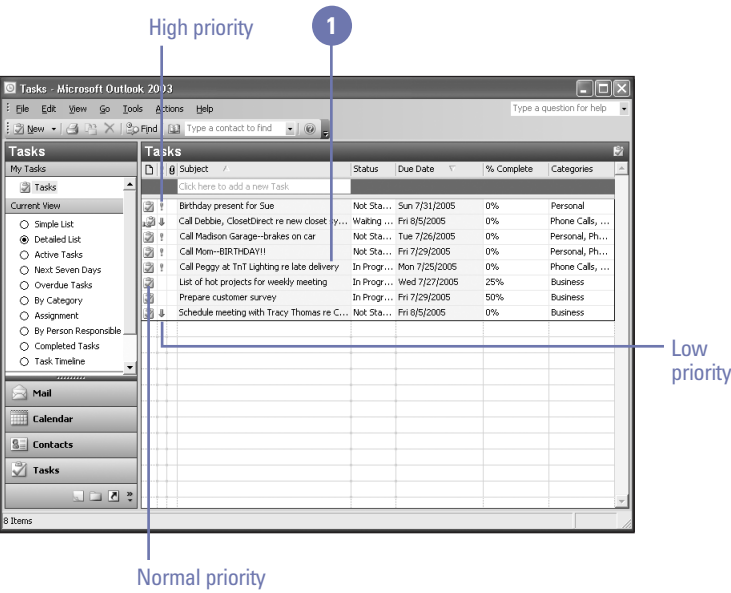 High priority
1
Tasks - Microsoft Outlook 2003
File Edit View Go Tools Actions Help
Type a question for help
New
Find
Type a contact to find
Tasks
Tasks
My Tasks
Tasks
Current View
Simple List
Detailed List
Active Tasks
Next Seven Days
Overdue Tasks
By Category
Assignment
By Person Responsible
Completed Tasks
Task Timeline
Mail
Calendar
Contacts
Tasks
8 Items
! Subject Status Due Date % Complete Categories
Click here to add a new Task
! Birthday present for Sue Not Sta... Sun 7/31/2005 0% Personal
Call Debbie, ClosetDirect re new closet sy... Waiting ... Fri 8/5/2005 0% Phone Calls, ...
! Call Madison Garage--brakes on car Not Sta... Tue 7/26/2005 0% Personal, Ph...
! Call Mom--BIRTHDAY!! Not Sta... Fri 7/29/2005 0% Personal, Ph...
! Call Peggy at TnT Lighting re late delivery In Progr... Mon 7/25/2005 0% Phone Calls, ...
List of hot projects for weekly meeting In Progr... Wed 7/27/2005 25% Business
Prepare customer survey In Progr... Fri 7/29/2005 50% Business
Schedule meeting with Tracy Thomas re C... Not Sta... Fri 8/5/2005 0% Business
Low
priority
Normal priority